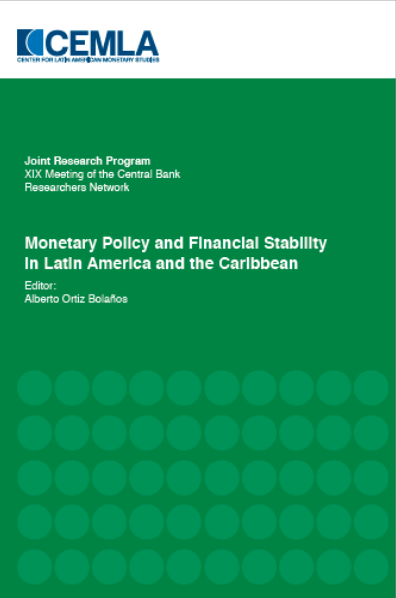 CEMLA
CENTER FOR LATIN AMERICAN MONETARY STUDIES
Joint Research Program
XIX Meeting of the Central Bank
Researchers Network
Monetary Policy and Financial Stability
in Latin America and the Caribbean
Editor:
Alberto Ortiz Bolaños